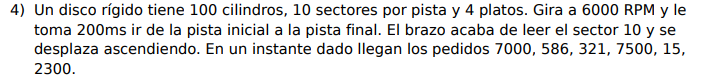 4) Un disco rígido tiene 100 cilindros, 10 sectores por pista y 4 platos. Gira a 6000 RPM y le
toma 200ms ir de la pista inicial a la pista final. El brazo acaba de leer el sector 10 y se
desplaza ascendiendo. En un instante dado llegan los pedidos 7000, 586, 321, 7500, 15,
2300.